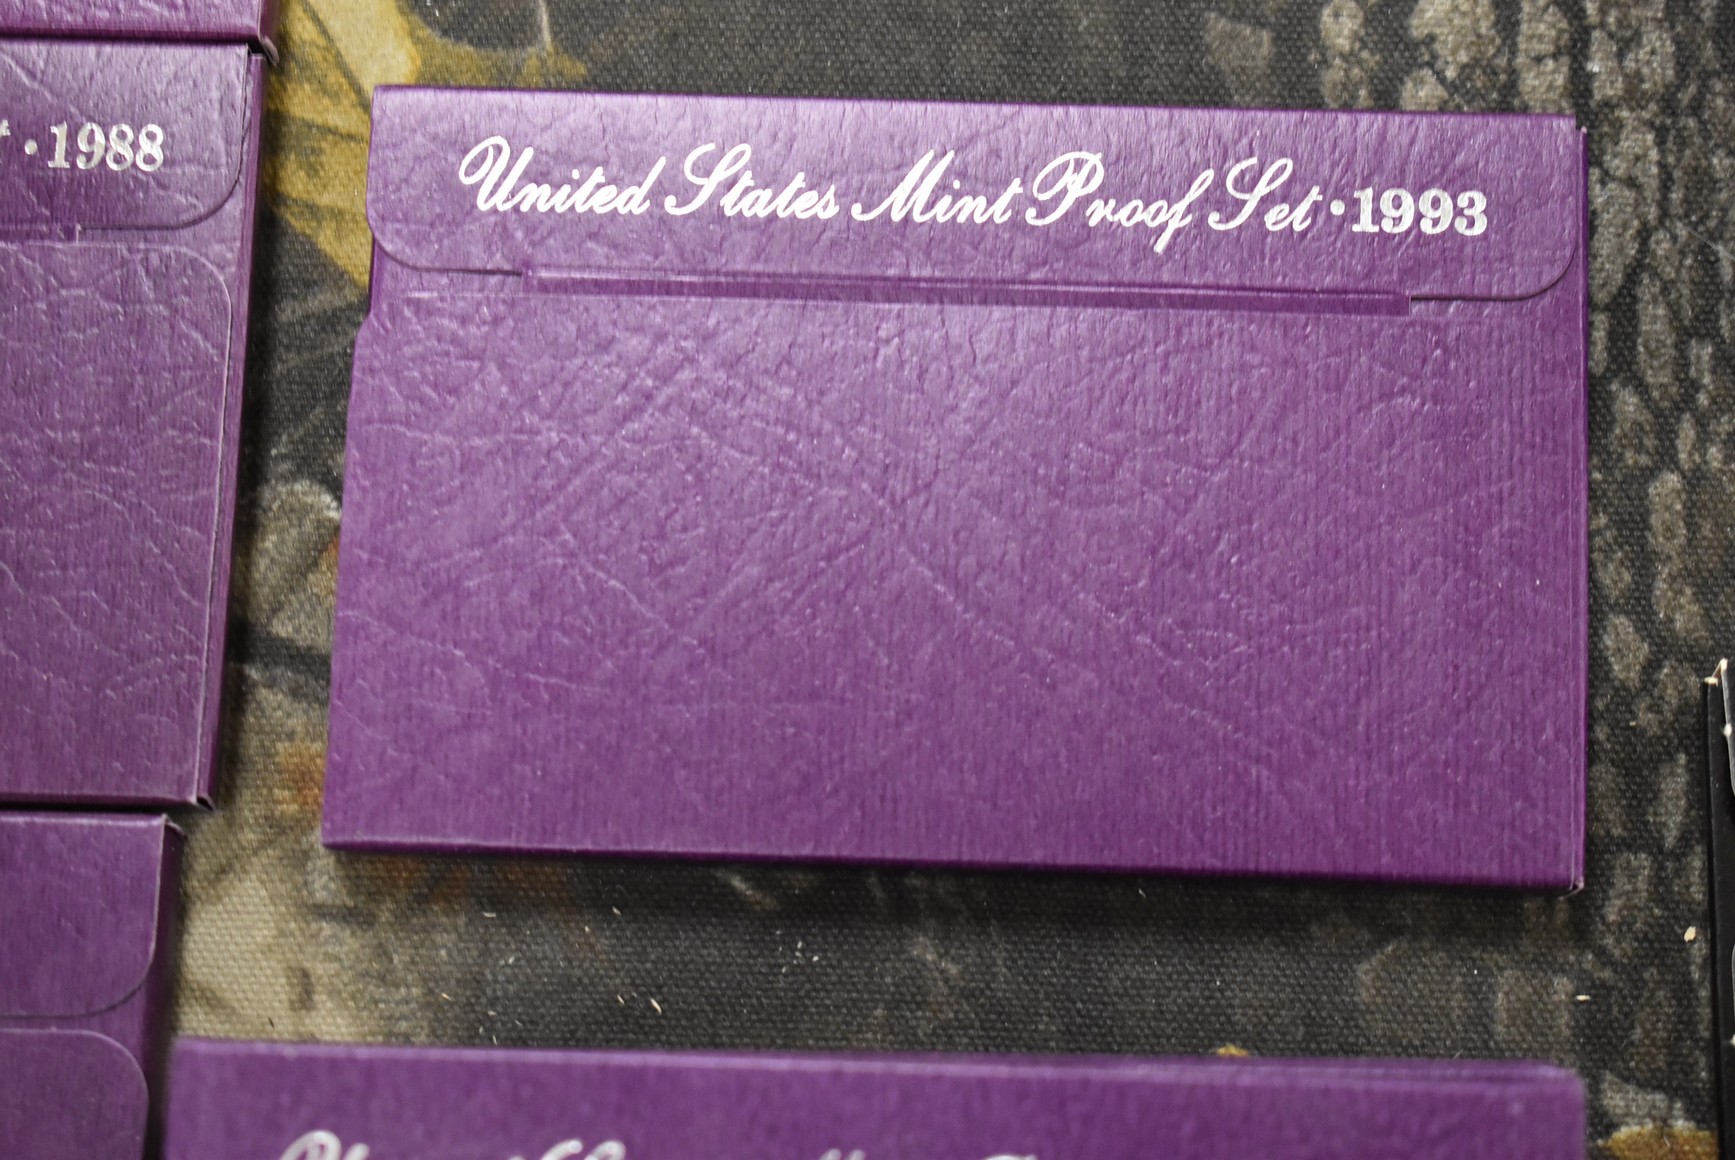 · 1988
United States Mint Proof Set · 1993